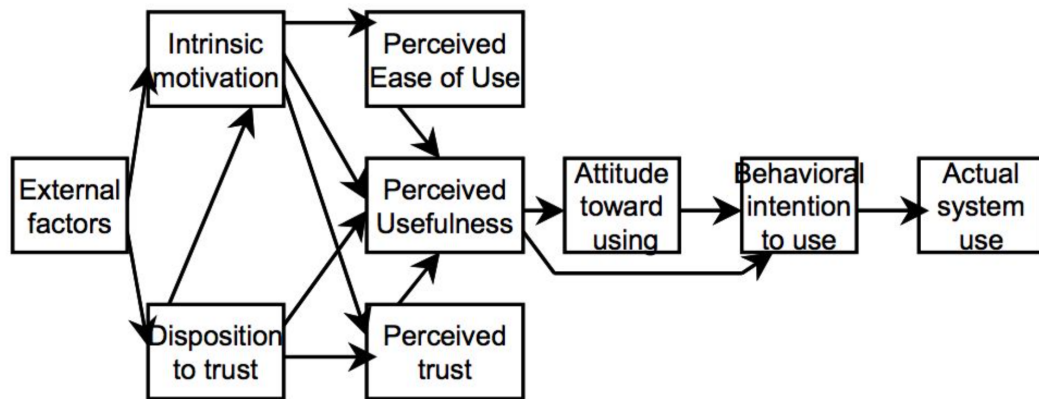 Intrinsic
motivation
Perceived
Ease of Use
External
factors
Perceived
Usefulness
Attitude
toward
using
Behavioral
intention
to use
Actual
system
use
Disposition
to trust
Perceived
trust